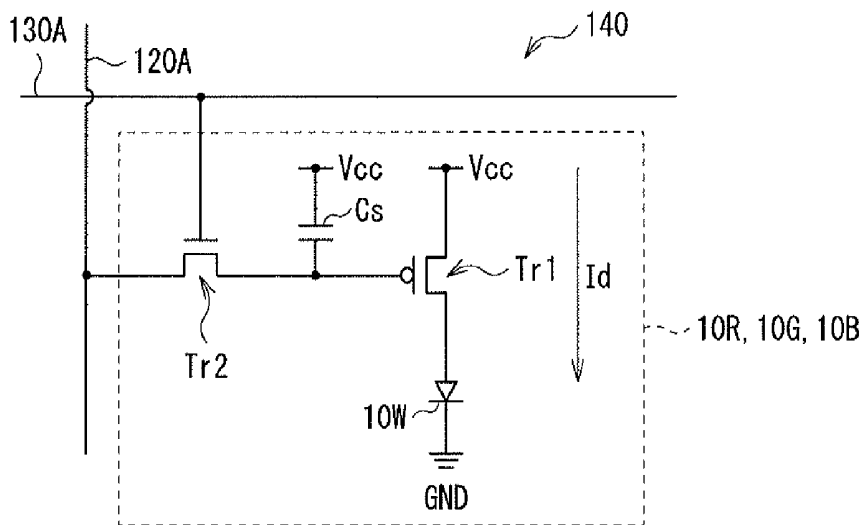 130A
120A
140
Vcc
Vcc
Cs
Tr1
Id
Tr2
10R, 10G, 10B
10W
GND